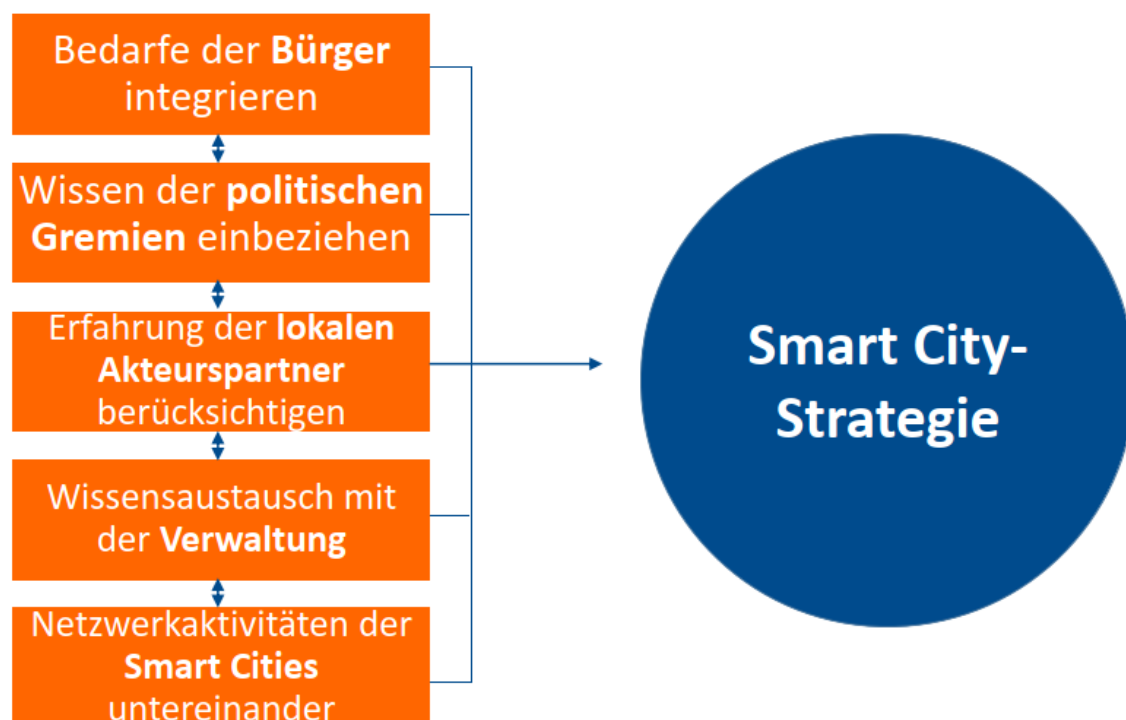 Bedarfe der Bürger
integrieren
Wissen der politischen
Gremien einbeziehen
Erfahrung der lokalen
Akteurspartner
berücksichtigen
Wissensaustausch mit
der Verwaltung
Netzwerkaktivitäten der
Smart Cities
untereinander
Smart City-
Strategie